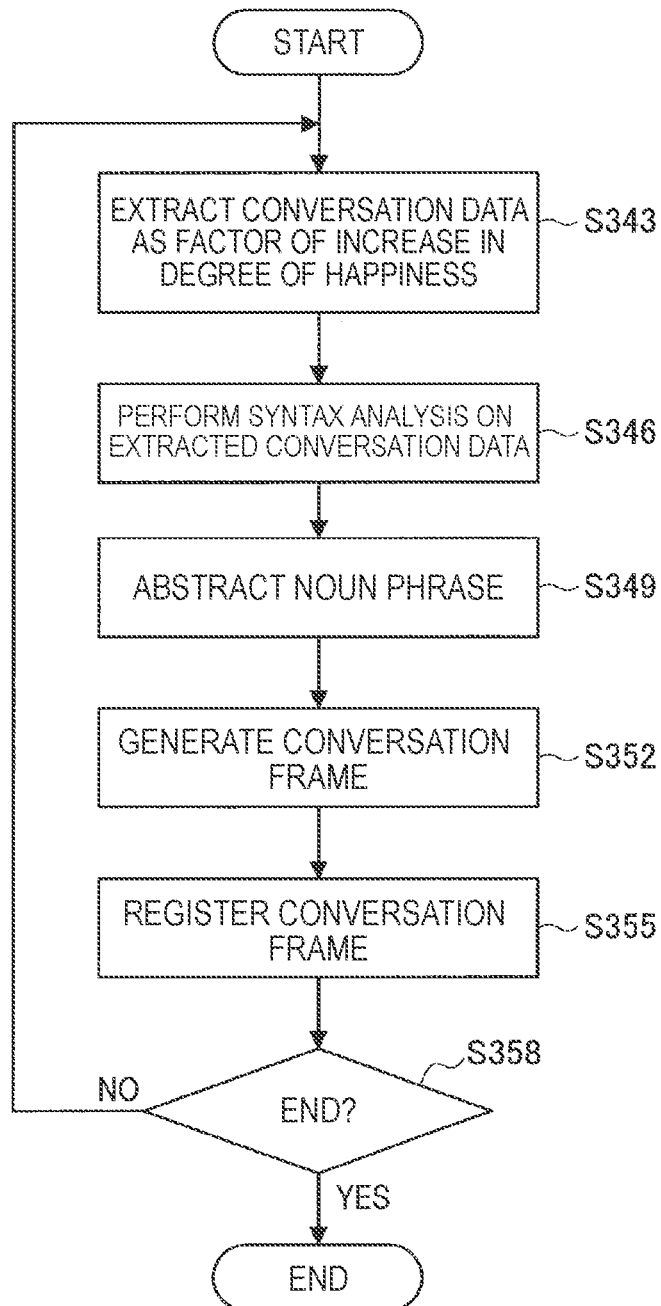 START
EXTRACT CONVERSATION DATA
AS FACTOR OF INCREASE IN
DEGREE OF HAPPINESS
S343
PERFORM SYNTAX ANALYSIS ON
EXTRACTED CONVERSATION DATA
S346
ABSTRACT NOUN PHRASE
S349
GENERATE CONVERSATION
FRAME
S352
REGISTER CONVERSATION
FRAME
S355
S358
NO
END?
YES
END